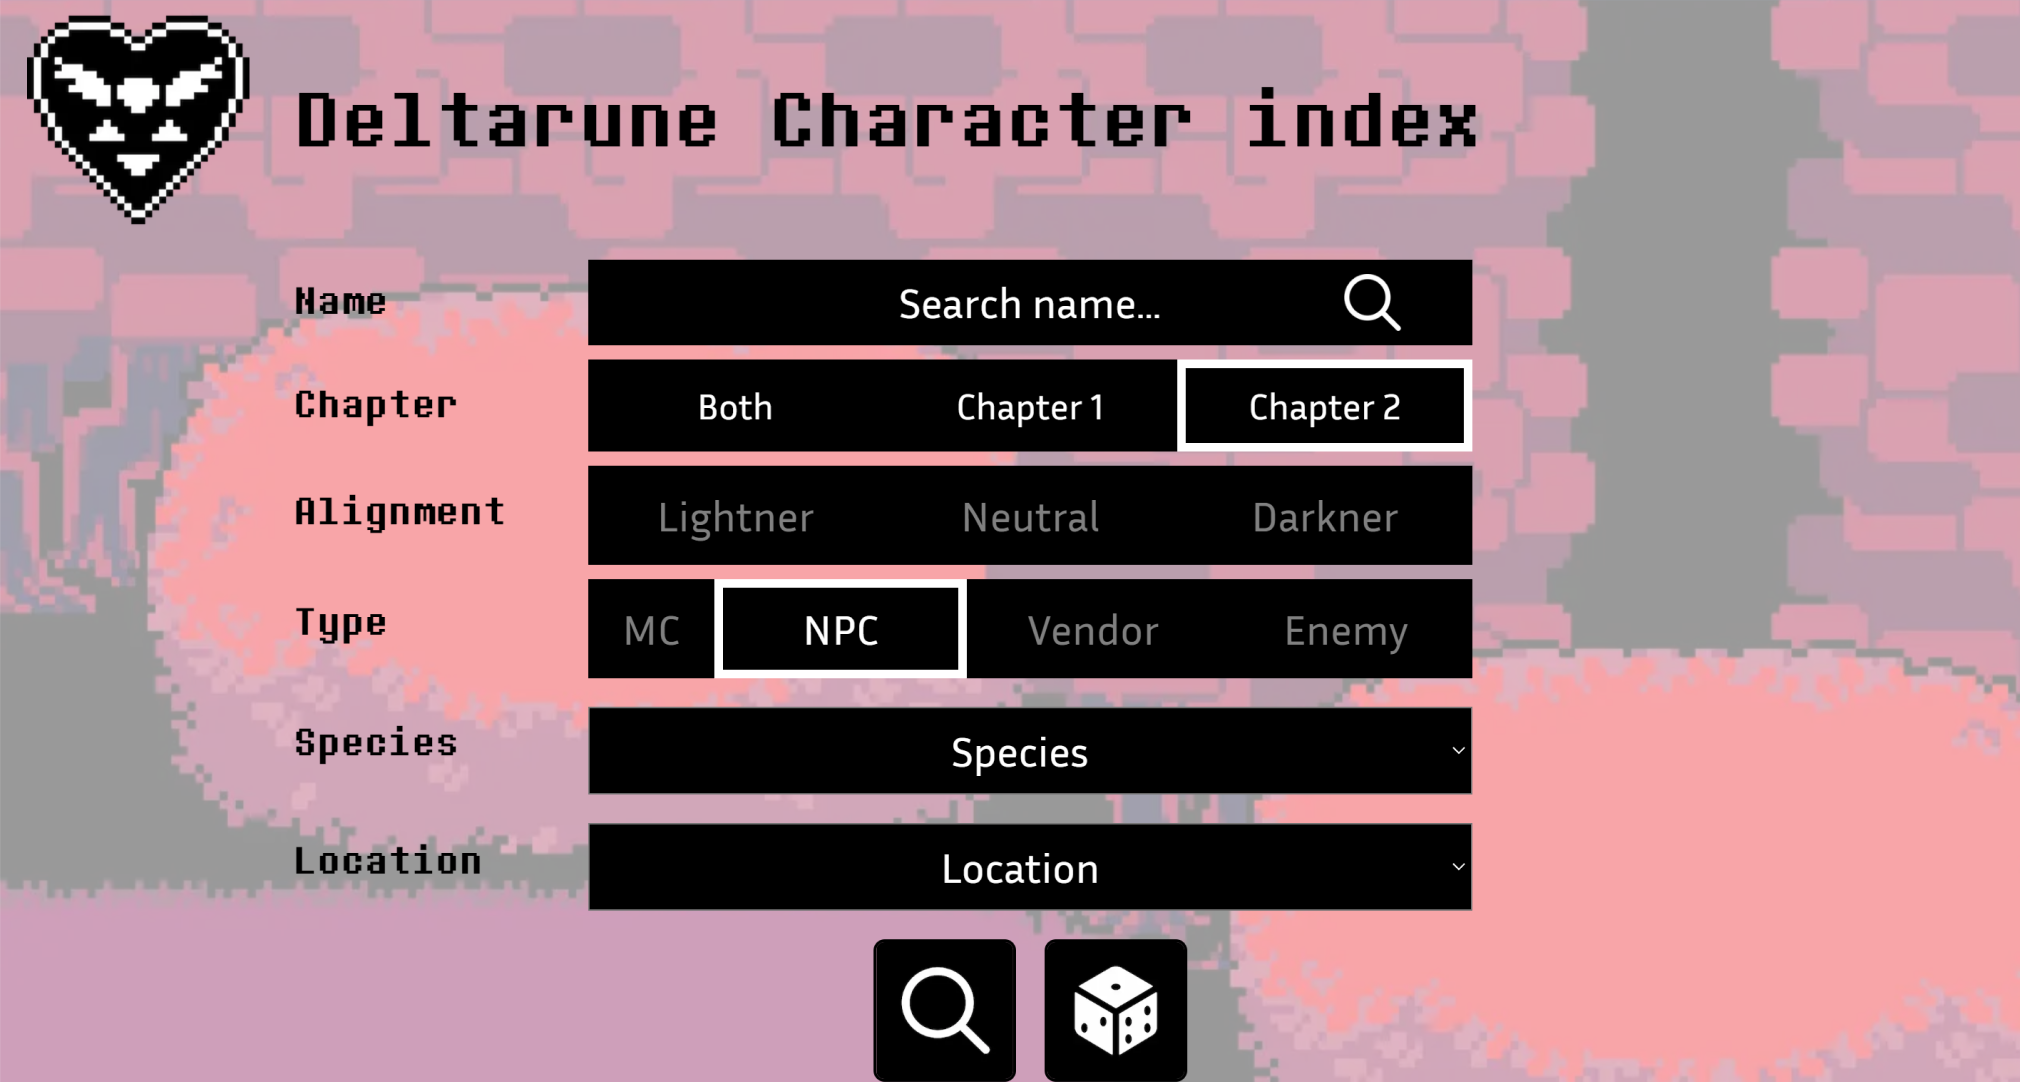 Deltarune Character index
Name
Search name...
Chapter
Both Chapter 1 Chapter 2
Alignment
Lightner Neutral Darkner
Type
MC NPC Vendor Enemy
Species
Species
Location
Location